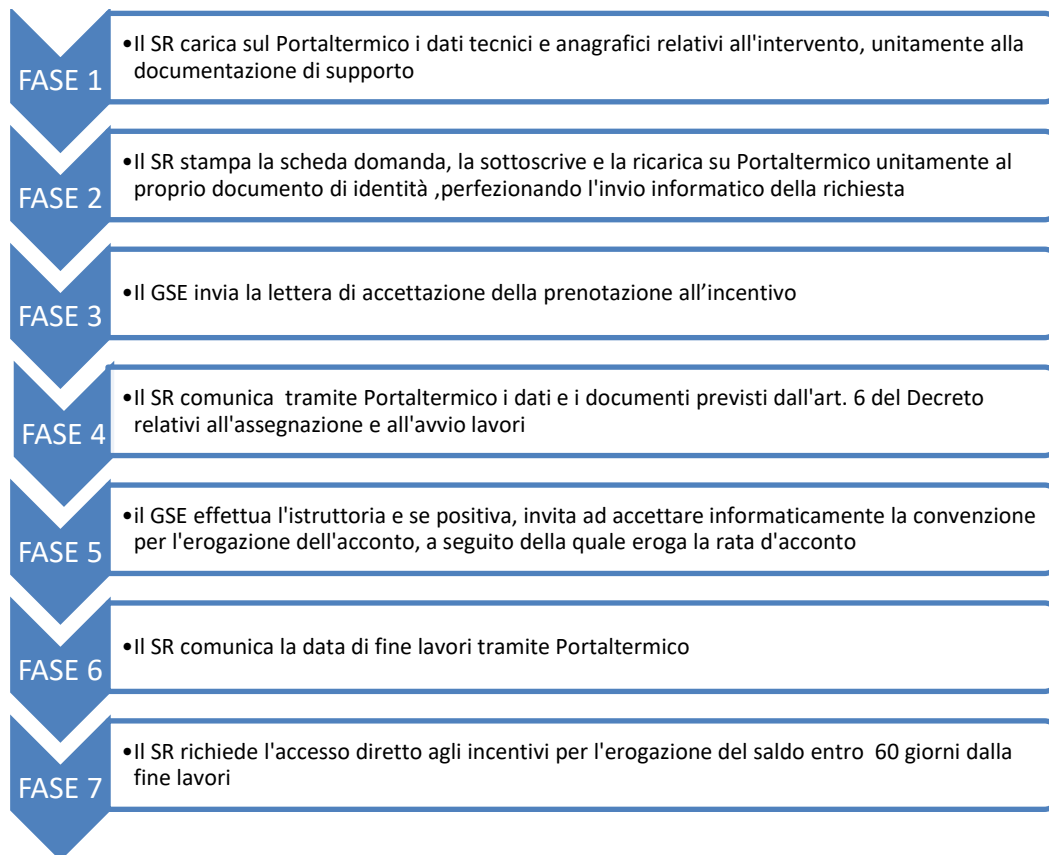 FASE 1
•Il SR carica sul Portaltermico i dati tecnici e anagrafici relativi all'intervento, unitamente alla
documentazione di supporto
FASE 2
•Il SR stampa la scheda domanda, la sottoscrive e la ricarica su Portaltermico unitamente al
proprio documento di identità ,perfezionando l'invio informatico della richiesta
FASE 3
•Il GSE invia la lettera di accettazione della prenotazione all’incentivo
FASE 4
•Il SR comunica  tramite Portaltermico i dati e i documenti previsti dall'art. 6 del Decreto
relativi all'assegnazione e all'avvio lavori
FASE 5
•il GSE effettua l'istruttoria e se positiva, invita ad accettare informaticamente la convenzione
per l'erogazione dell'acconto, a seguito della quale eroga la rata d'acconto
FASE 6
•Il SR comunica la data di fine lavori tramite Portaltermico
FASE 7
•Il SR richiede l'accesso diretto agli incentivi per l'erogazione del saldo entro  60 giorni dalla
fine lavori